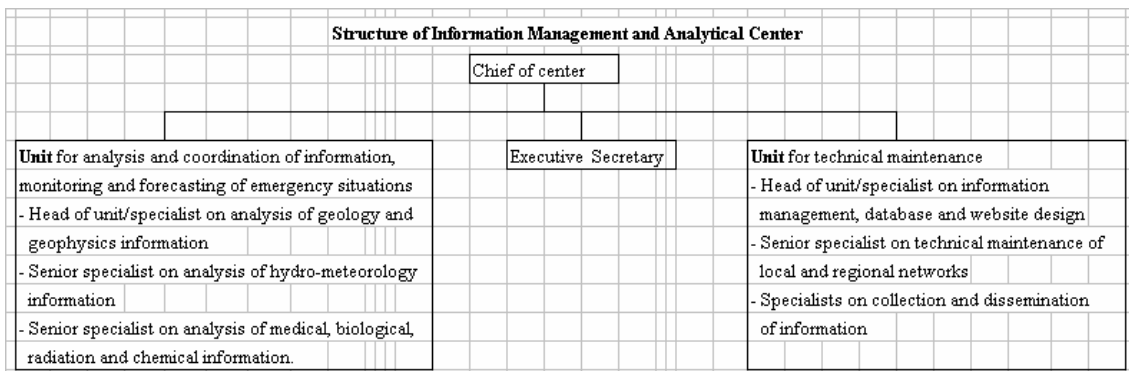 Structure of Information Management and Analytical Center
Chief of center
Unit for analysis and coordination of information,
monitoring and forecasting of emergency situations
- Head of unit/specialist on analysis of geology and
geophysics information
- Senior specialist on analysis of hydro-meteorology
information
- Senior specialist on analysis of medical, biological,
radiation and chemical information.
Executive Secretary
Unit for technical maintenance
- Head of unit/specialist on information
management, database and website design
- Senior specialist on technical maintenance of
local and regional networks
- Specialists on collection and dissemination
of information